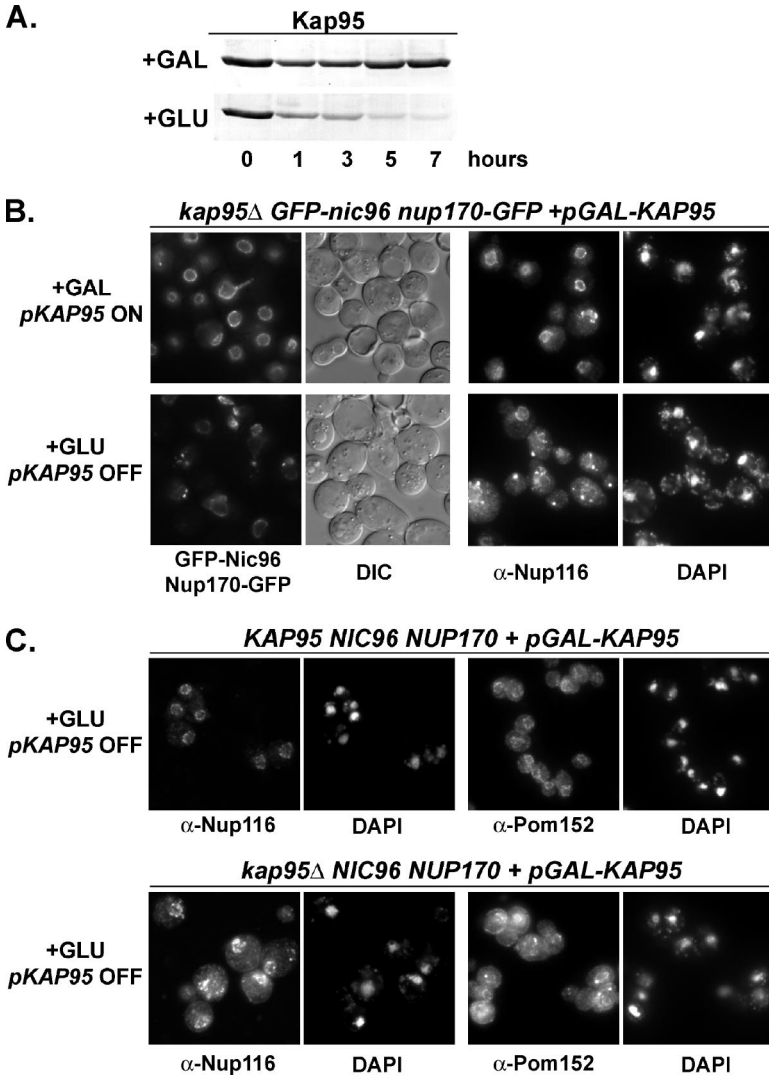 A.
Kap95
+GAL
+GLU
0 1 3 5 7 hours
B.
kap95Δ GFP-nic96 nup170-GFP +pGAL-KAP95
+GAL
pKAP95 ON
+GLU
pKAP95 OFF
GFP-Nic96
Nup170-GFP
DIC
α-Nup116
DAPI
C.
KAP95 NIC96 NUP170 + pGAL-KAP95
+GLU
pKAP95 OFF
α-Nup116
DAPI
α-Pom152
DAPI
kap95Δ NIC96 NUP170 + pGAL-KAP95
+GLU
pKAP95 OFF
α-Nup116
DAPI
α-Pom152
DAPI